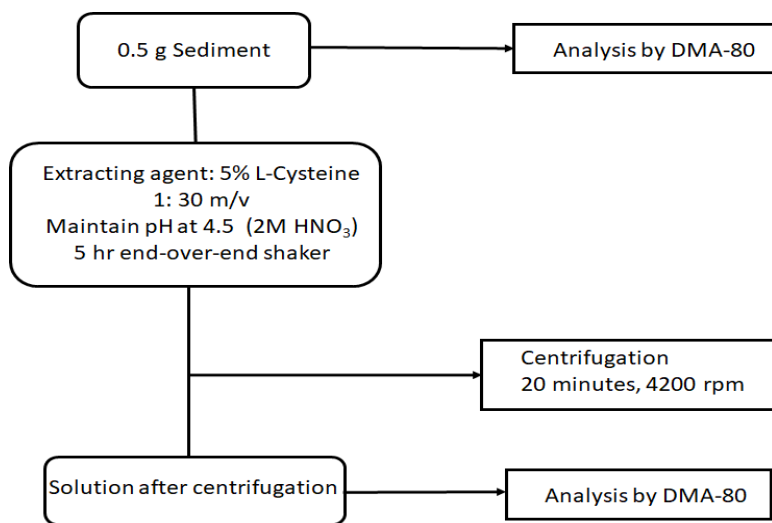 0.5 g Sediment
Analysis by DMA-80
Extracting agent: 5% L-Cysteine
1: 30 m/v
Maintain pH at 4.5 (2M HNO₃)
5 hr end-over-end shaker
Centrifugation
20 minutes, 4200 rpm
Solution after centrifugation
Analysis by DMA-80